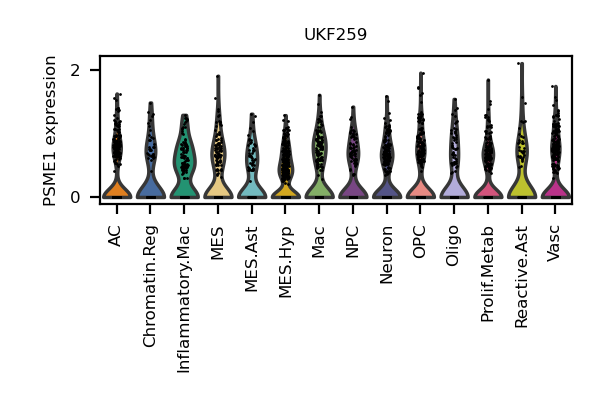 UKF259
PSME1 expression
2
0
AC
Chromatin.Reg
Inflammatory.Mac
MES
MES.Ast
MES.Hyp
Mac
NPC
Neuron
OPC
Oligo
Prolif.Metab
Reactive.Ast
Vasc